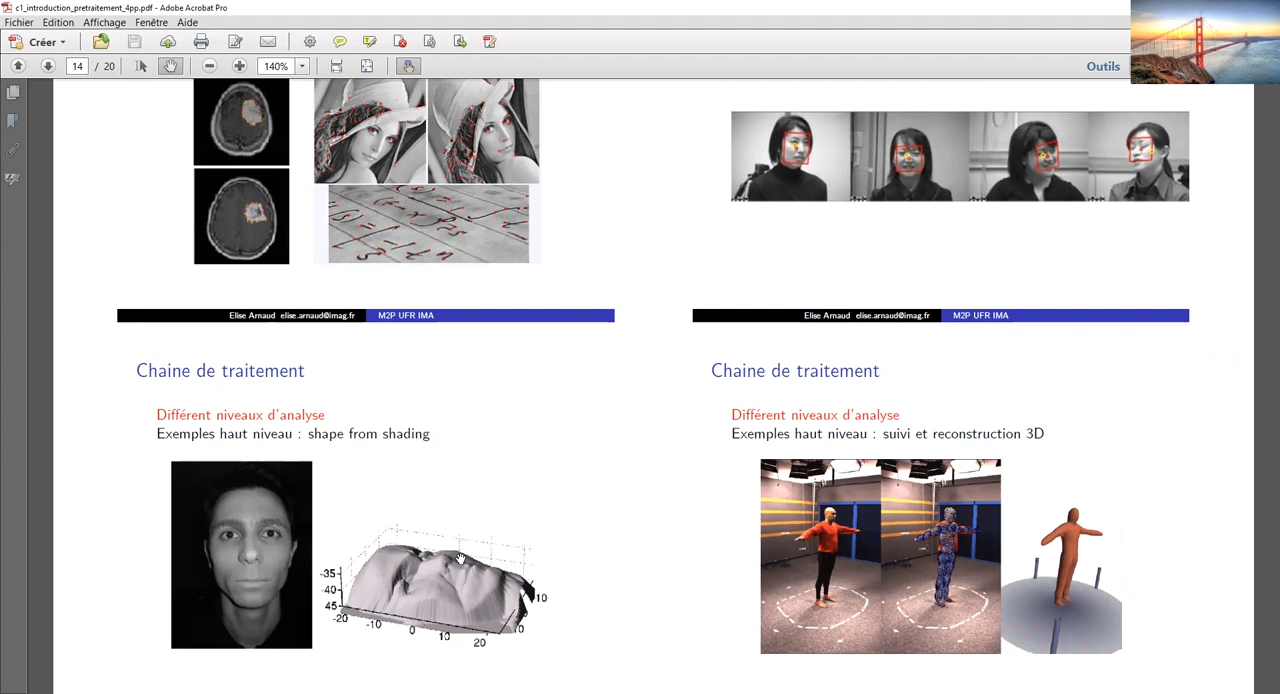 c1_introduction_pretraitement_4pp.pdf - Adobe Acrobat Pro
Fichier Edition Affichage Fenêtre Aide
Créer
14 / 20
140%
Outils
Elise Arnaud elise.arnaud@imag.fr M2P UFR IMA
Elise Arnaud elise.arnaud@imag.fr M2P UFR IMA
Chaine de traitement
Différent niveaux d'analyse
Exemples haut niveau : shape from shading
-35
-40
45
-20
-10
0
10
20
10
0
Chaine de traitement
Différent niveaux d'analyse
Exemples haut niveau : suivi et reconstruction 3D